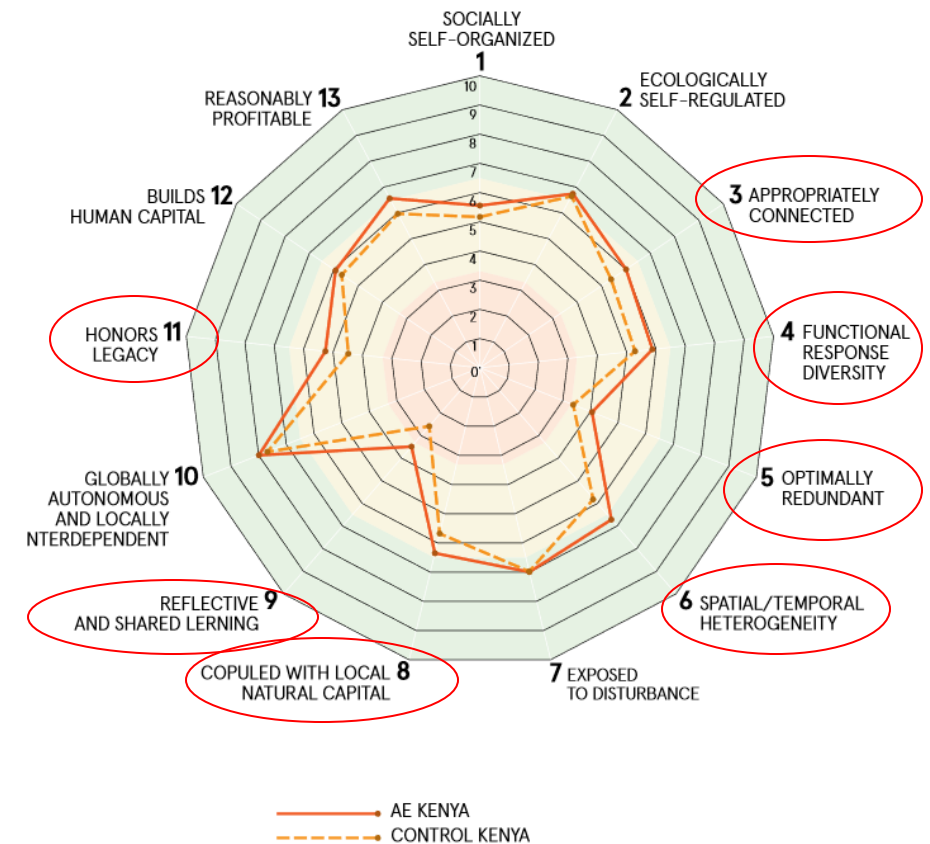 SOCIALLY
SELF-ORGANIZED
1
2 ECOLOGICALLY
SELF-REGULATED
3 APPROPRIATELY
CONNECTED
4 FUNCTIONAL
RESPONSE
DIVERSITY
5 OPTIMALLY
REDUNDANT
6 SPATIAL/TEMPORAL
HETEROGENEITY
7 EXPOSED
TO DISTURBANCE
COPULED WITH LOCAL 8
NATURAL CAPITAL
REFLECTIVE 9
AND SHARED LERNING
GLOBALLY 10
AUTONOMOUS
AND LOCALLY
NTERDEPENDENT
HONORS 11
LEGACY
BUILDS 12
HUMAN CAPITAL
REASONABLY 13
PROFITABLE
10
9
8
7
6
5
4
3
2
1
0
AE KENYA
CONTROL KENYA